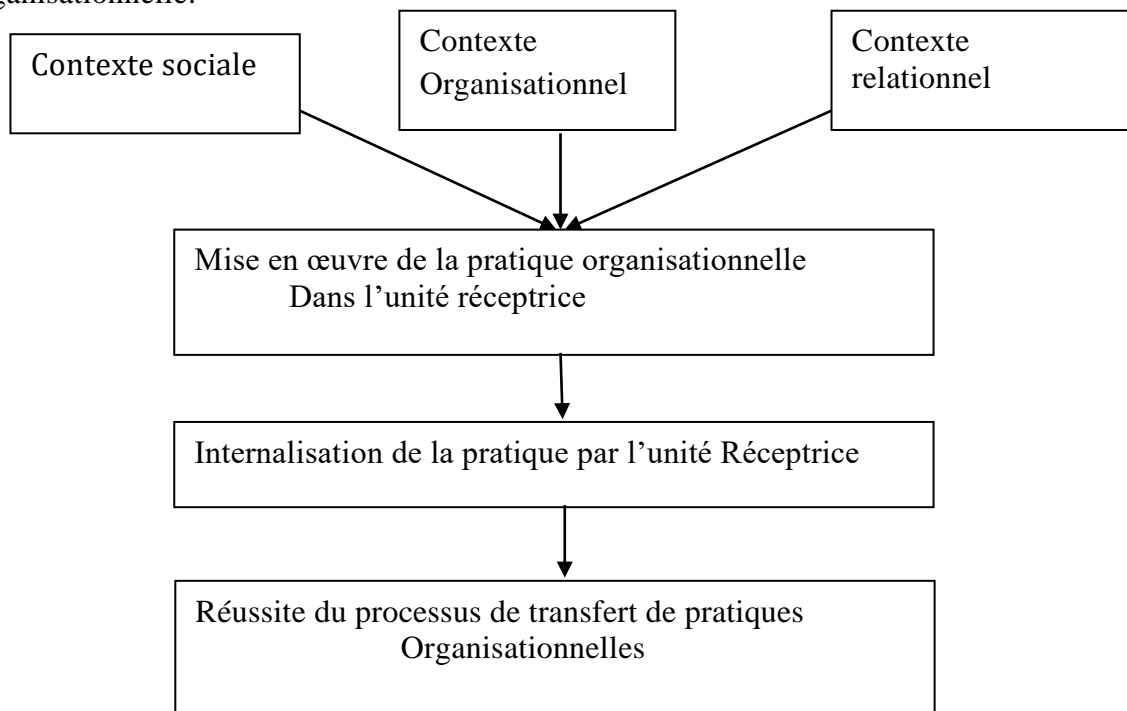 ganisationnelle.
Contexte sociale
Contexte
Organisationnel
Contexte
relationnel
Mise en œuvre de la pratique organisationnelle
Dans l’unité réceptrice
Internalisation de la pratique par l’unité Réceptrice
Réussite du processus de transfert de pratiques
Organisationnelles